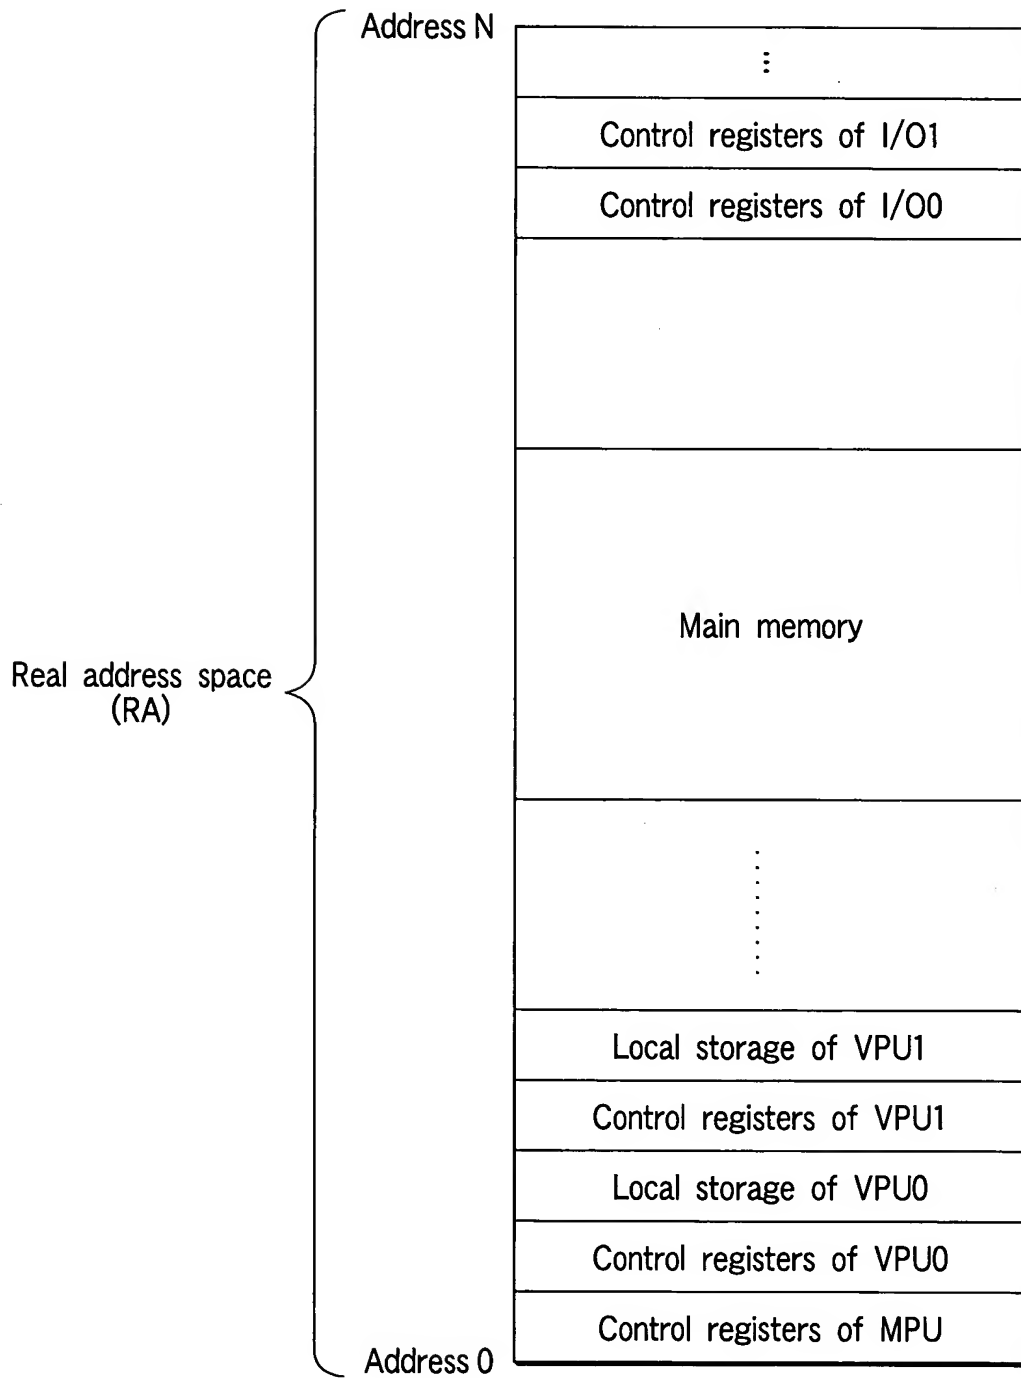 Address N
⋮
Control registers of I/O1
Control registers of I/O0
Main memory
Real address space
(RA)
Local storage of VPU1
Control registers of VPU1
Local storage of VPU0
Control registers of VPU0
Control registers of MPU
Address 0